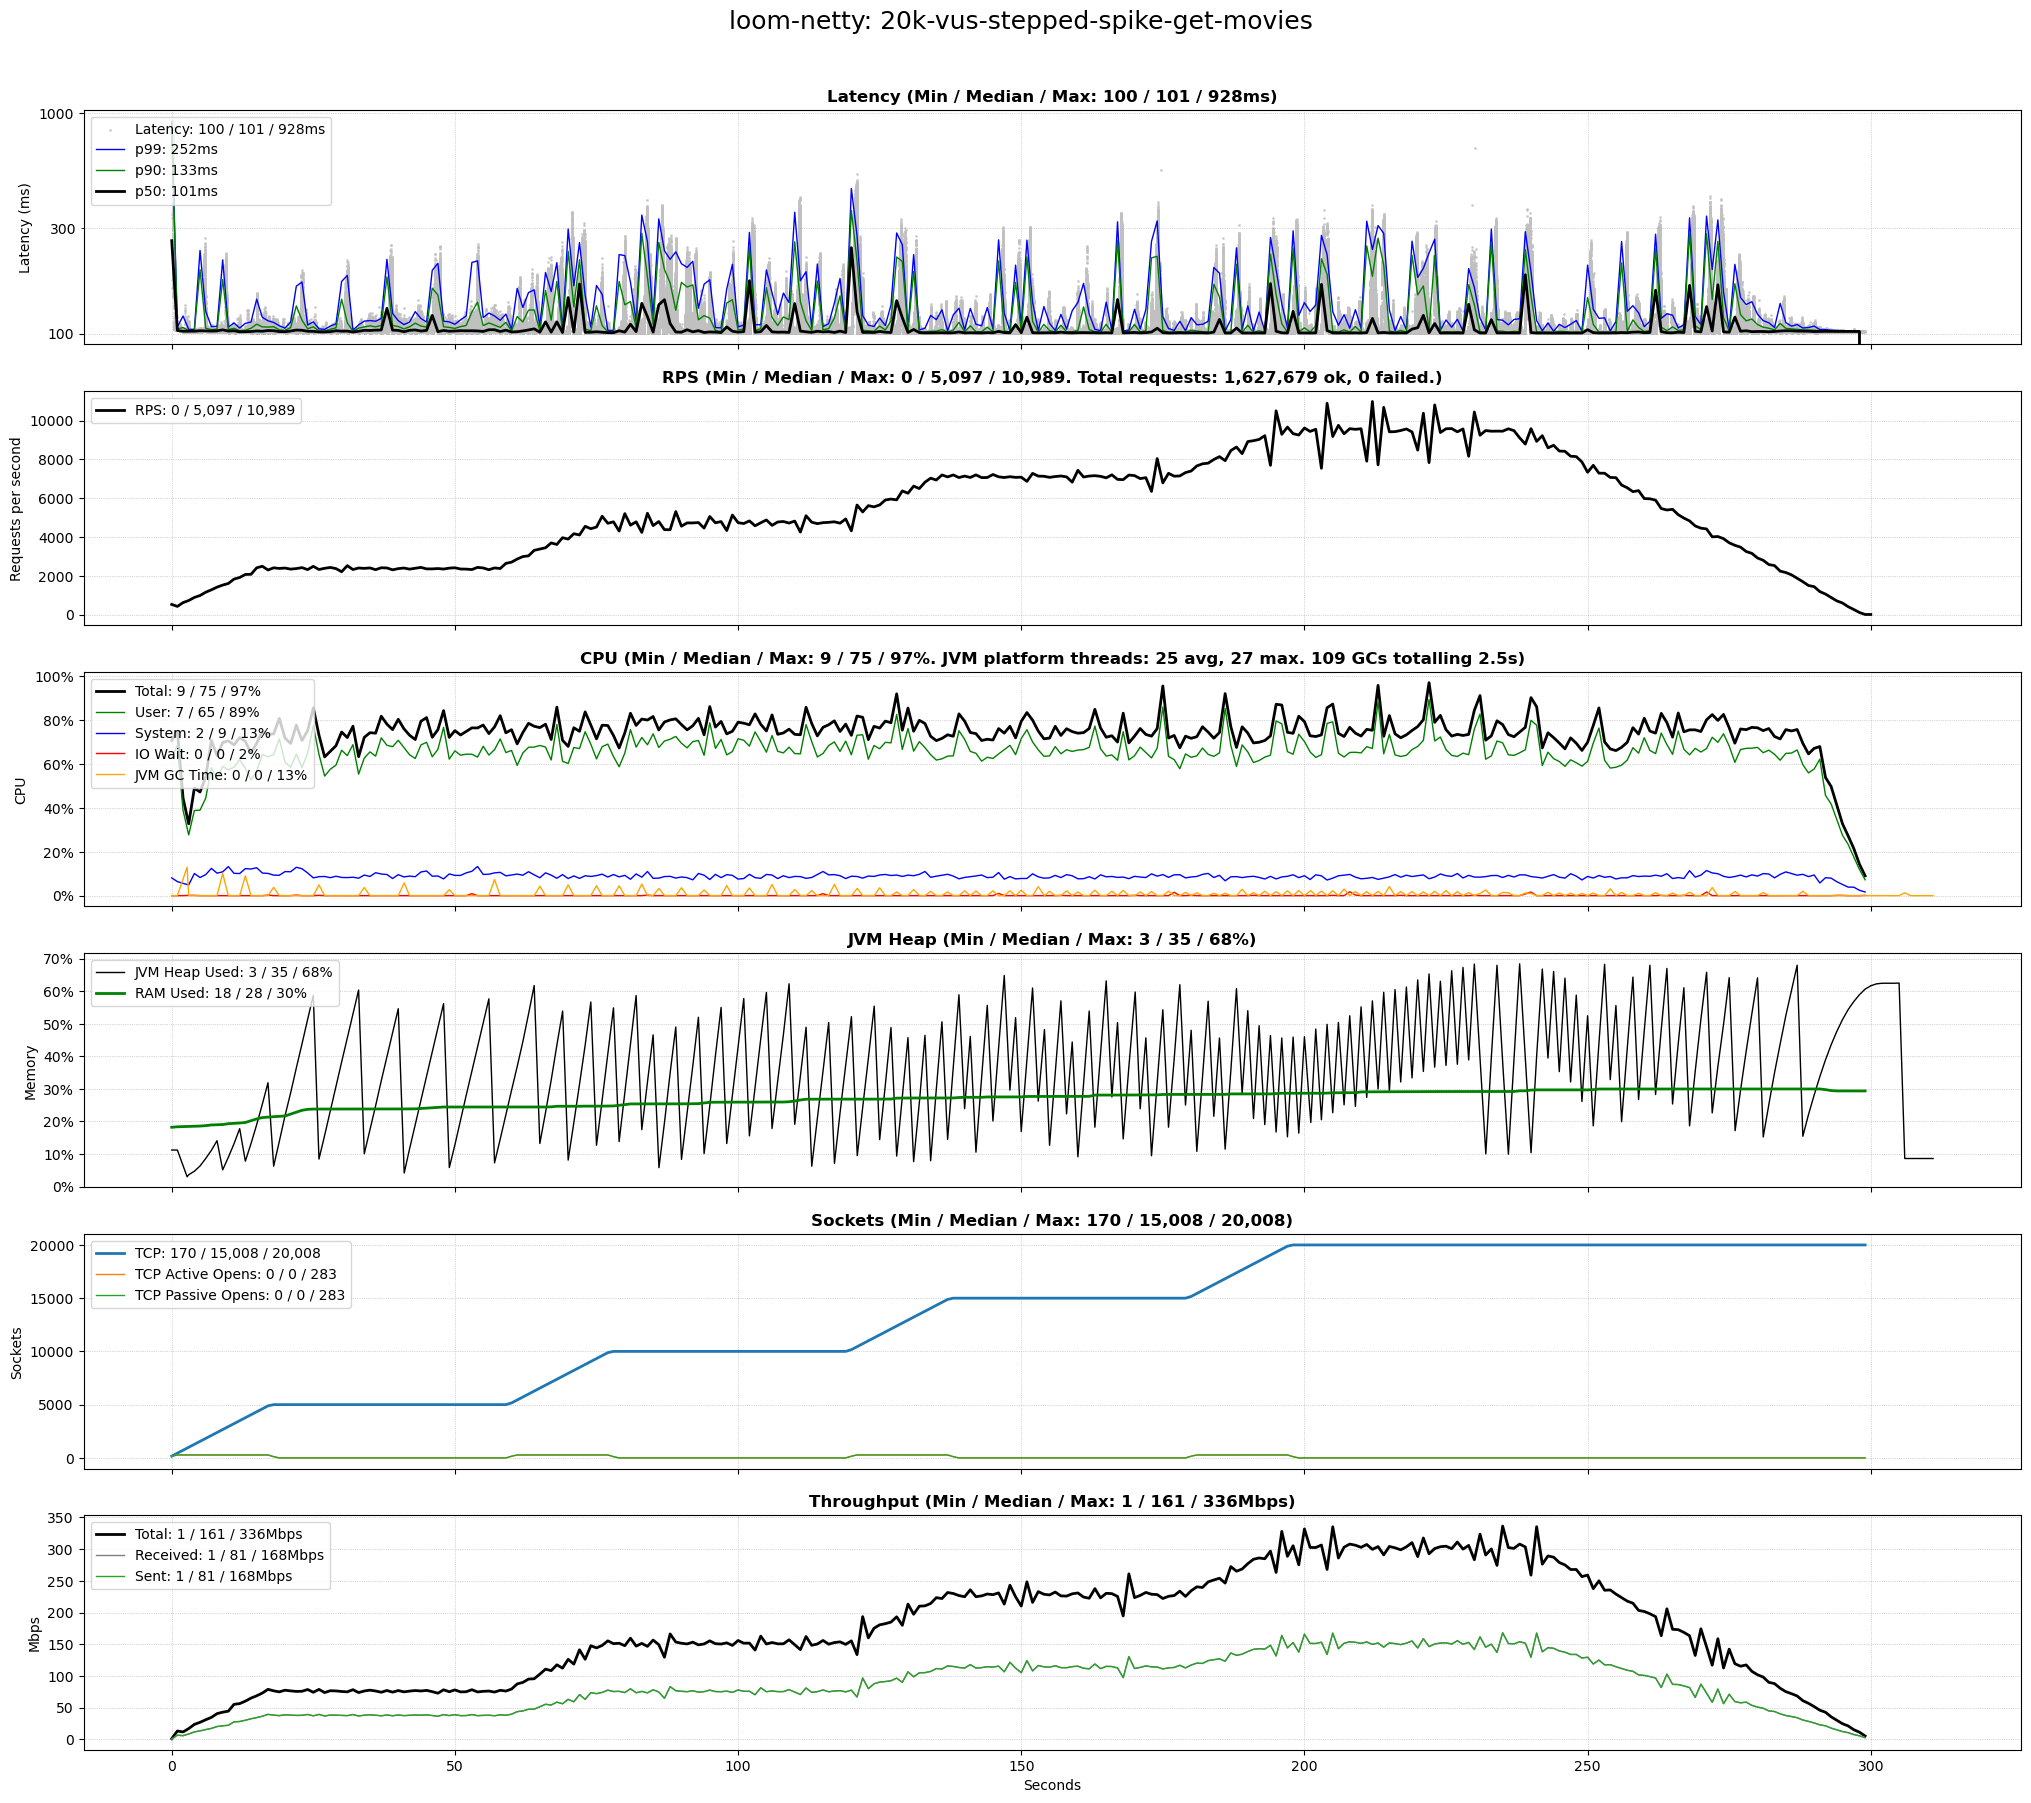 loom-netty: 20k-vus-stepped-spike-get-movies
Latency (Min / Median / Max: 100 / 101 / 928ms)
Latency (ms)
1000
300
100
Latency: 100 / 101 / 928ms
p99: 252ms
p90: 133ms
p50: 101ms
RPS (Min / Median / Max: 0 / 5,097 / 10,989. Total requests: 1,627,679 ok, 0 failed.)
Requests per second
10000
8000
6000
4000
2000
0
RPS: 0 / 5,097 / 10,989
CPU (Min / Median / Max: 9 / 75 / 97%. JVM platform threads: 25 avg, 27 max. 109 GCs totalling 2.5s)
CPU
100%
80%
60%
40%
20%
0%
Total: 9 / 75 / 97%
User: 7 / 65 / 89%
System: 2 / 9 / 13%
IO Wait: 0 / 0 / 2%
JVM GC Time: 0 / 0 / 13%
JVM Heap (Min / Median / Max: 3 / 35 / 68%)
Memory
70%
60%
50%
40%
30%
20%
10%
0%
JVM Heap Used: 3 / 35 / 68%
RAM Used: 18 / 28 / 30%
Sockets (Min / Median / Max: 170 / 15,008 / 20,008)
Sockets
20000
15000
10000
5000
0
TCP: 170 / 15,008 / 20,008
TCP Active Opens: 0 / 0 / 283
TCP Passive Opens: 0 / 0 / 283
Throughput (Min / Median / Max: 1 / 161 / 336Mbps)
Mbps
350
300
250
200
150
100
50
0
Total: 1 / 161 / 336Mbps
Received: 1 / 81 / 168Mbps
Sent: 1 / 81 / 168Mbps
0 50 100 150 200 250 300
Seconds